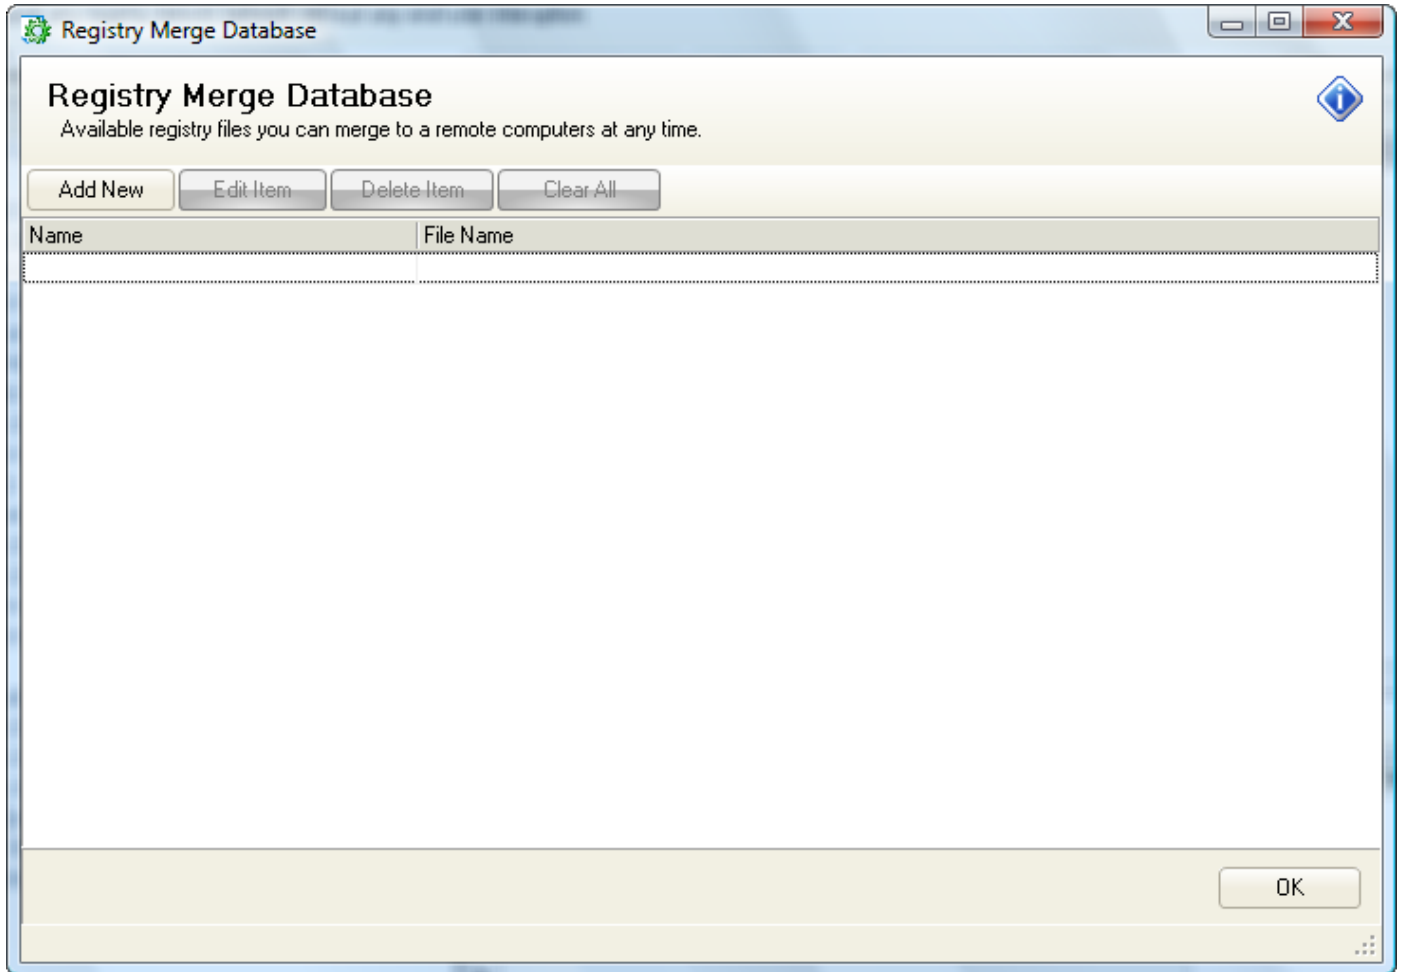 Registry Merge Database
Registry Merge Database
Available registry files you can merge to a remote computers at any time.
Add New Edit Item Delete Item Clear All
Name File Name
OK